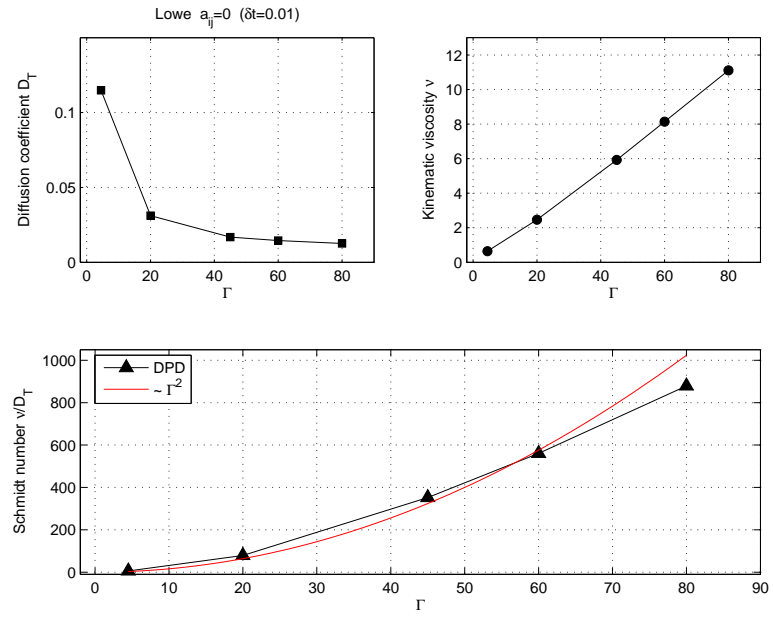 Lowe a_ij=0 (δt=0.01)
Diffusion coefficient D_T
0.1
0.05
0
0 20 40 60 80
Γ
Kinematic viscosity ν
12
10
8
6
4
2
0
0 20 40 60 80
Γ
Schmidt number ν/D_T
1000
800
600
400
200
0
DPD
~ Γ^2
0 10 20 30 40 50 60 70 80 90
Γ